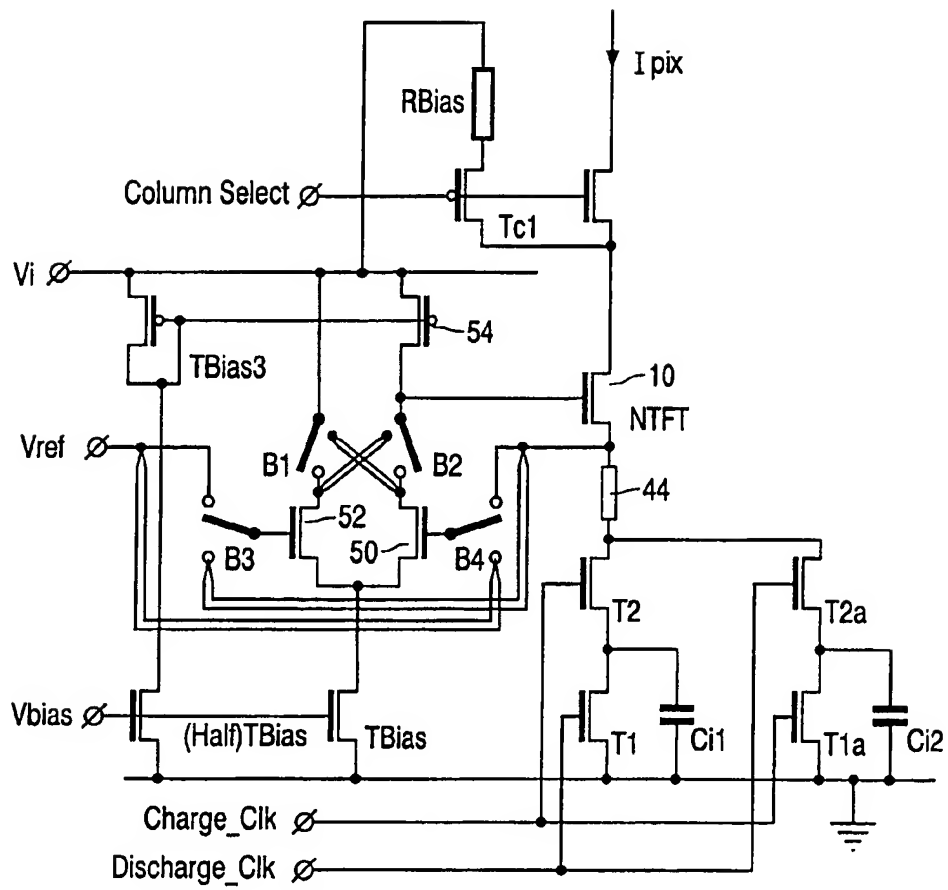 I pix
RBias
Column Select
Tc1
Vi
54
TBias3
10
NTFT
Vref
B1
B2
44
52
50
B3
B4
T2
T2a
Vbias
(Half)TBias
TBias
T1
Ci1
T1a
Ci2
Charge_Clk
Discharge_Clk